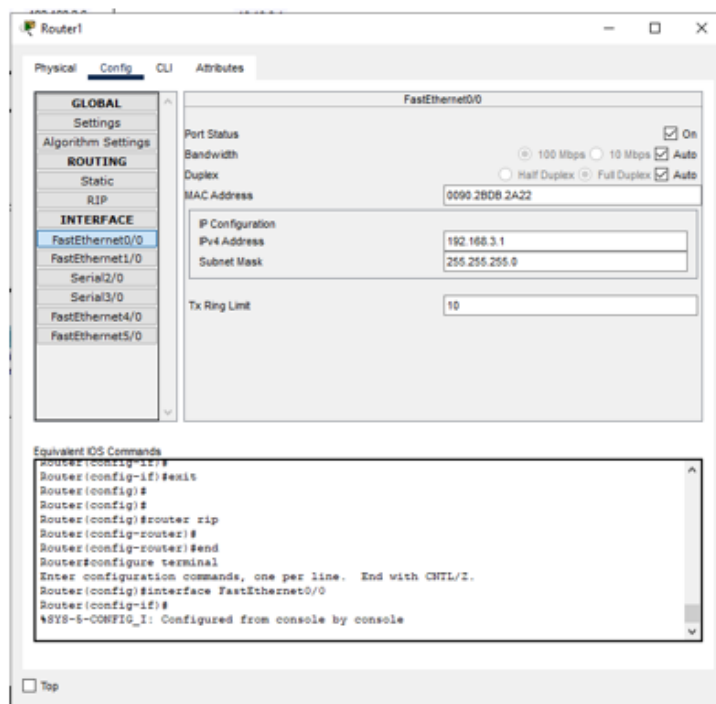 Router1
Physical Config CLI Attributes
GLOBAL
Settings
Algorithm Settings
ROUTING
Static
RIP
INTERFACE
FastEthernet0/0
FastEthernet1/0
Serial2/0
Serial3/0
FastEthernet4/0
FastEthernet5/0
FastEthernet0/0
Port Status On
Bandwidth 100 Mbps 10 Mbps Auto
Duplex Half Duplex Full Duplex Auto
MAC Address 0090.2BDB.2A22
IP Configuration
IPv4 Address 192.168.3.1
Subnet Mask 255.255.255.0
Tx Ring Limit 10
Equivalent IOS Commands
Router(config-if)#
Router(config-if)#exit
Router(config)#
Router(config)#
Router(config)#router rip
Router(config-router)#
Router(config-router)#end
Router#configure terminal
Enter configuration commands, one per line. End with CNTL/Z.
Router(config)#interface FastEthernet0/0
Router(config-if)#
%SYS-5-CONFIG_I: Configured from console by console
Top